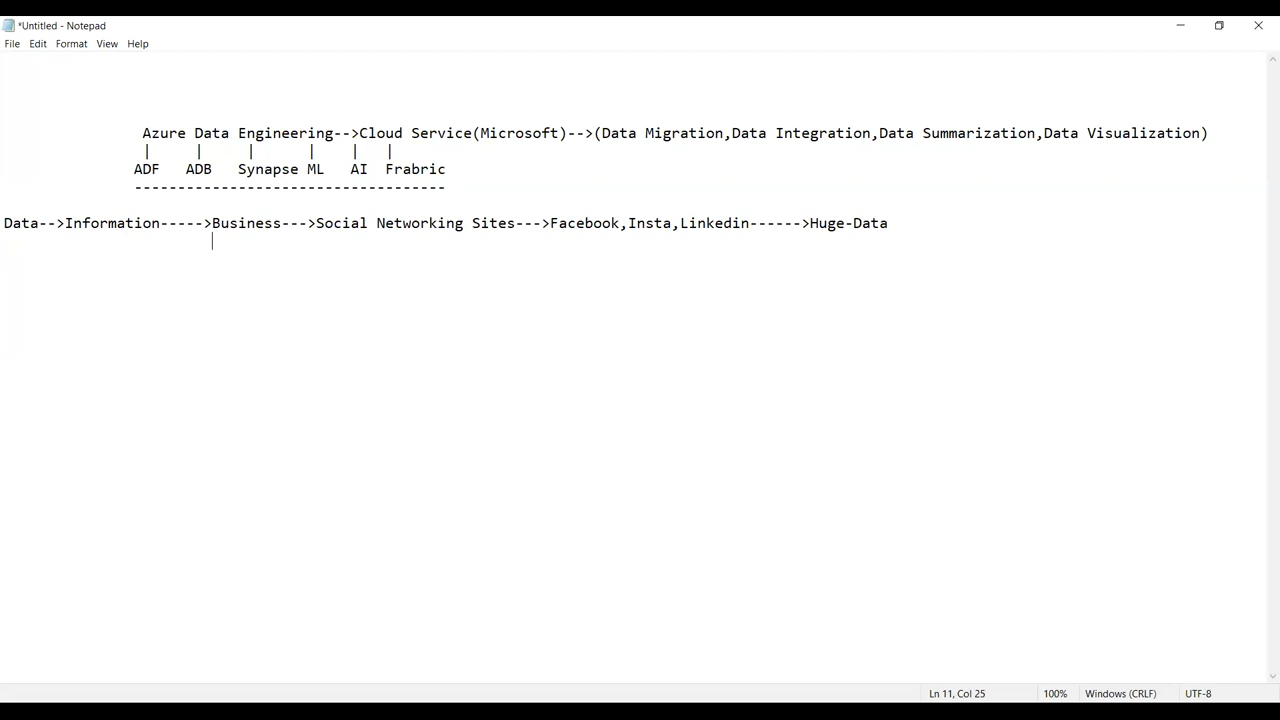 *Untitled - Notepad
File Edit Format View Help
Azure Data Engineering-->Cloud Service(Microsoft)-->(Data Migration,Data Integration,Data Summarization,Data Visualization)
| | | | | |
ADF ADB Synapse ML AI Frabric
------------------------------------
Data-->Information----->Business--->Social Networking Sites--->Facebook,Insta,Linkedin------>Huge-Data
Ln 11, Col 25 100% Windows (CRLF) UTF-8